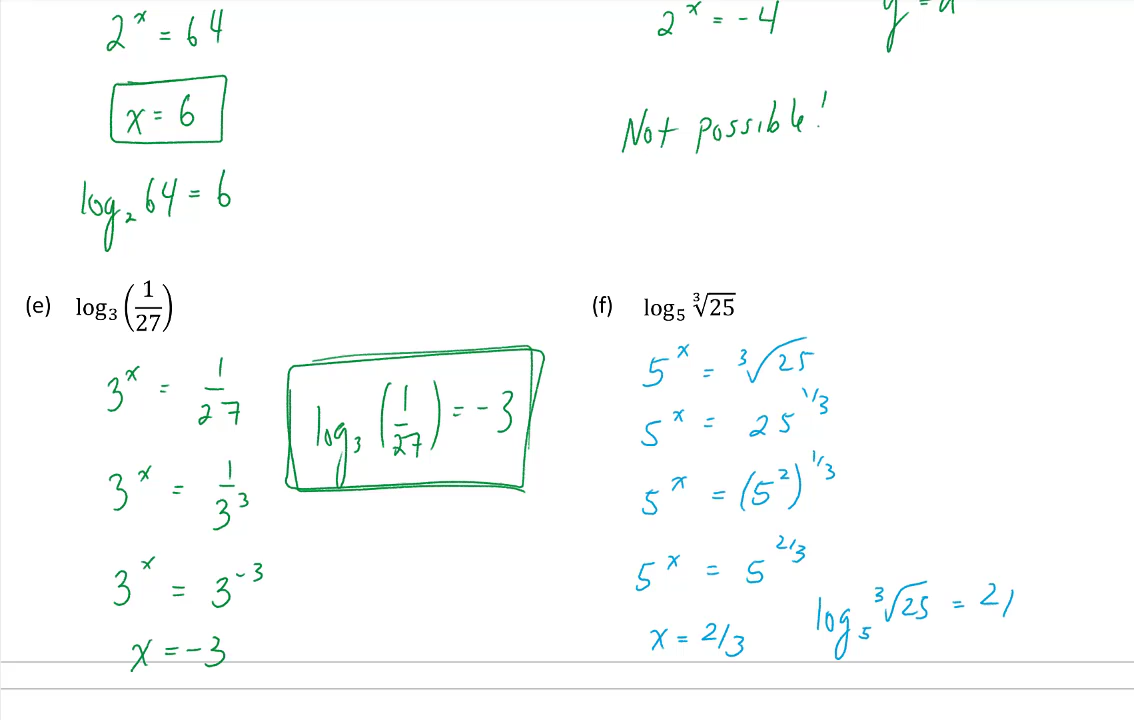 2^x = 64
x = 6
log₂ 64 = 6
2^x = -4
Not possible!
(e) log₃ (1/27)
3^x = 1/27
3^x = 1/3³
3^x = 3^-3
x = -3
log₃ (1/27) = -3
(f) log₅ ∛25
5^x = ∛25
5^x = 25^1/3
5^x = (5²)^1/3
5^x = 5^2/3
x = 2/3
log₅ ∛25 = 2/